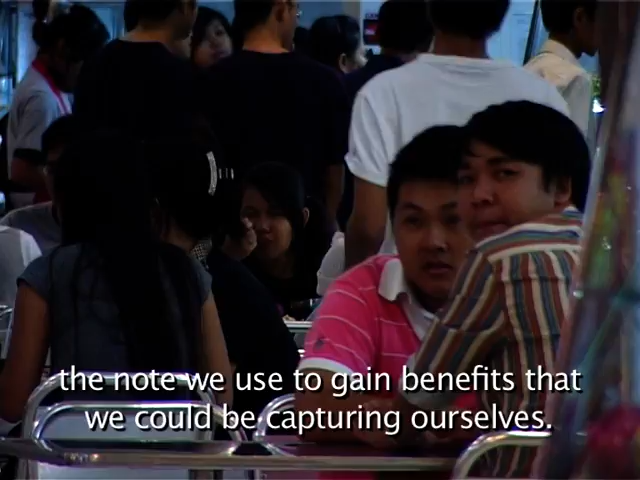 the note we use to gain benefits that
we could be capturing ourselves.